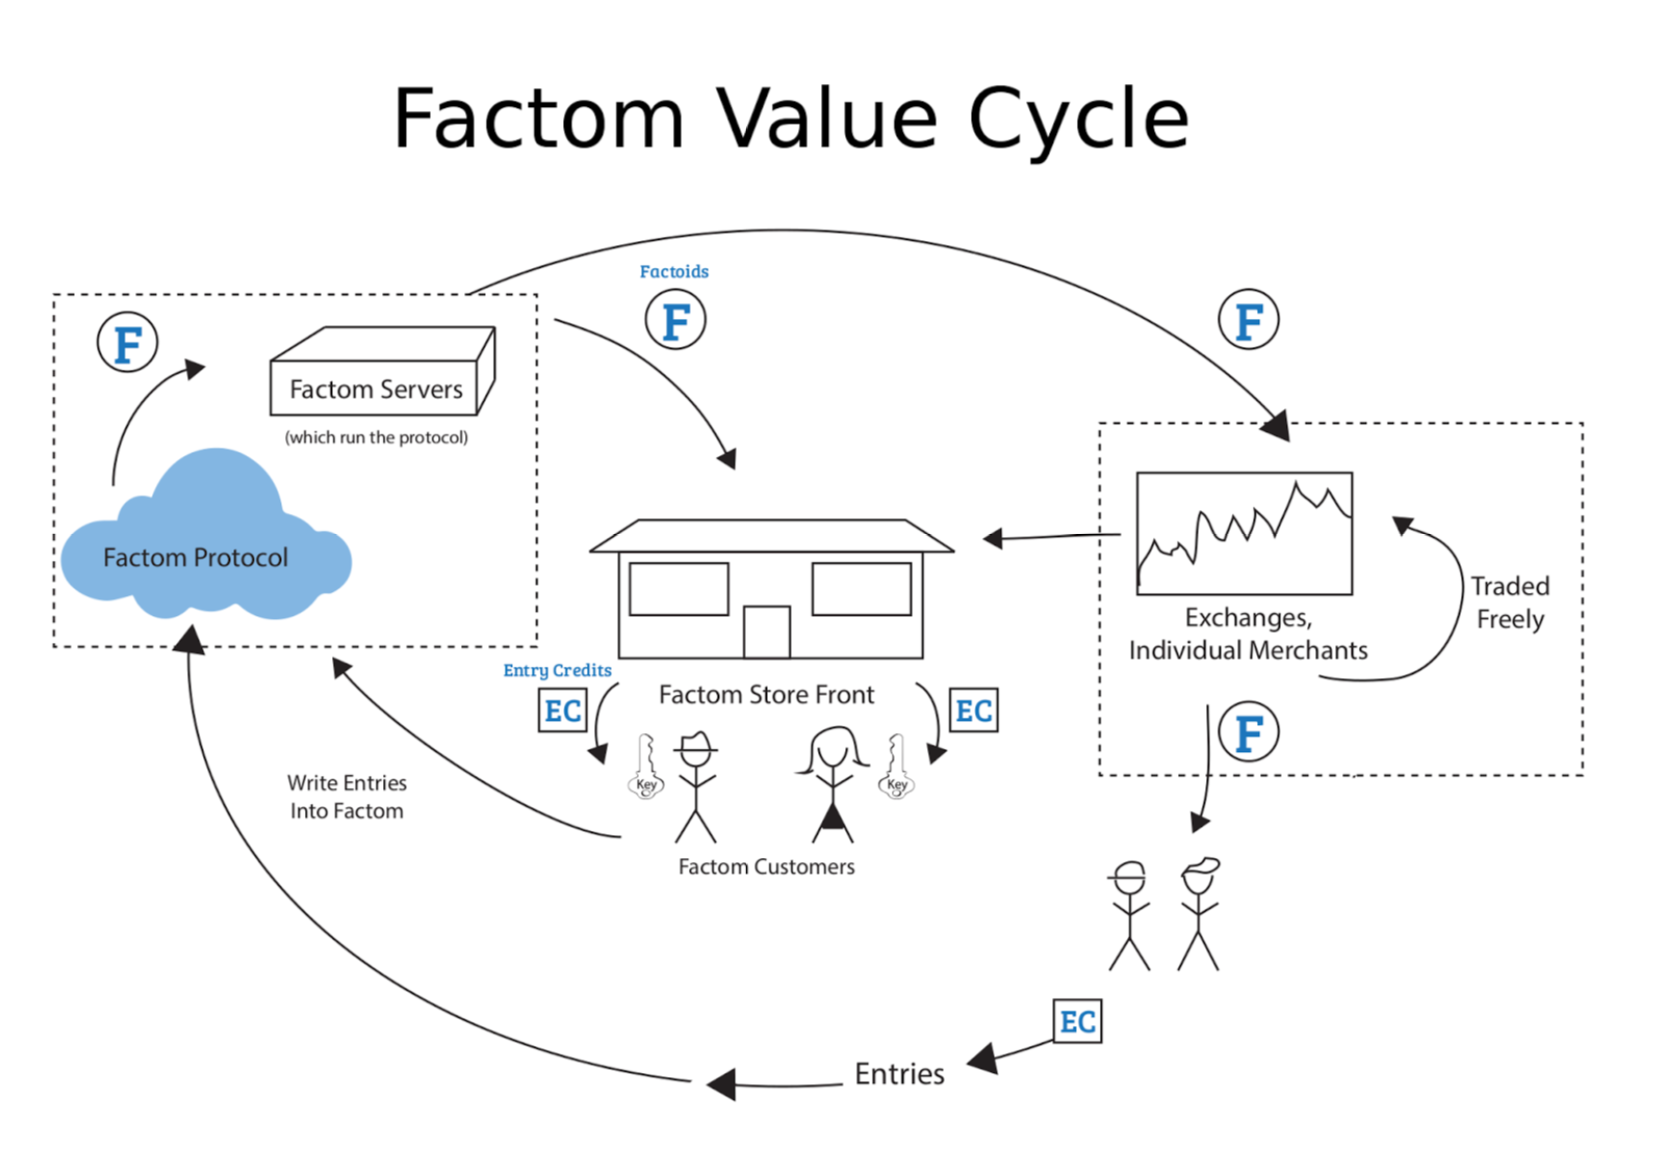 Factom Value Cycle
Factoids
F
F
F
Factom Servers
(which run the protocol)
Factom Protocol
Exchanges,
Individual Merchants
Traded
Freely
Entry Credits
EC
Factom Store Front
EC
F
Key
Key
Write Entries
Into Factom
Factom Customers
EC
Entries